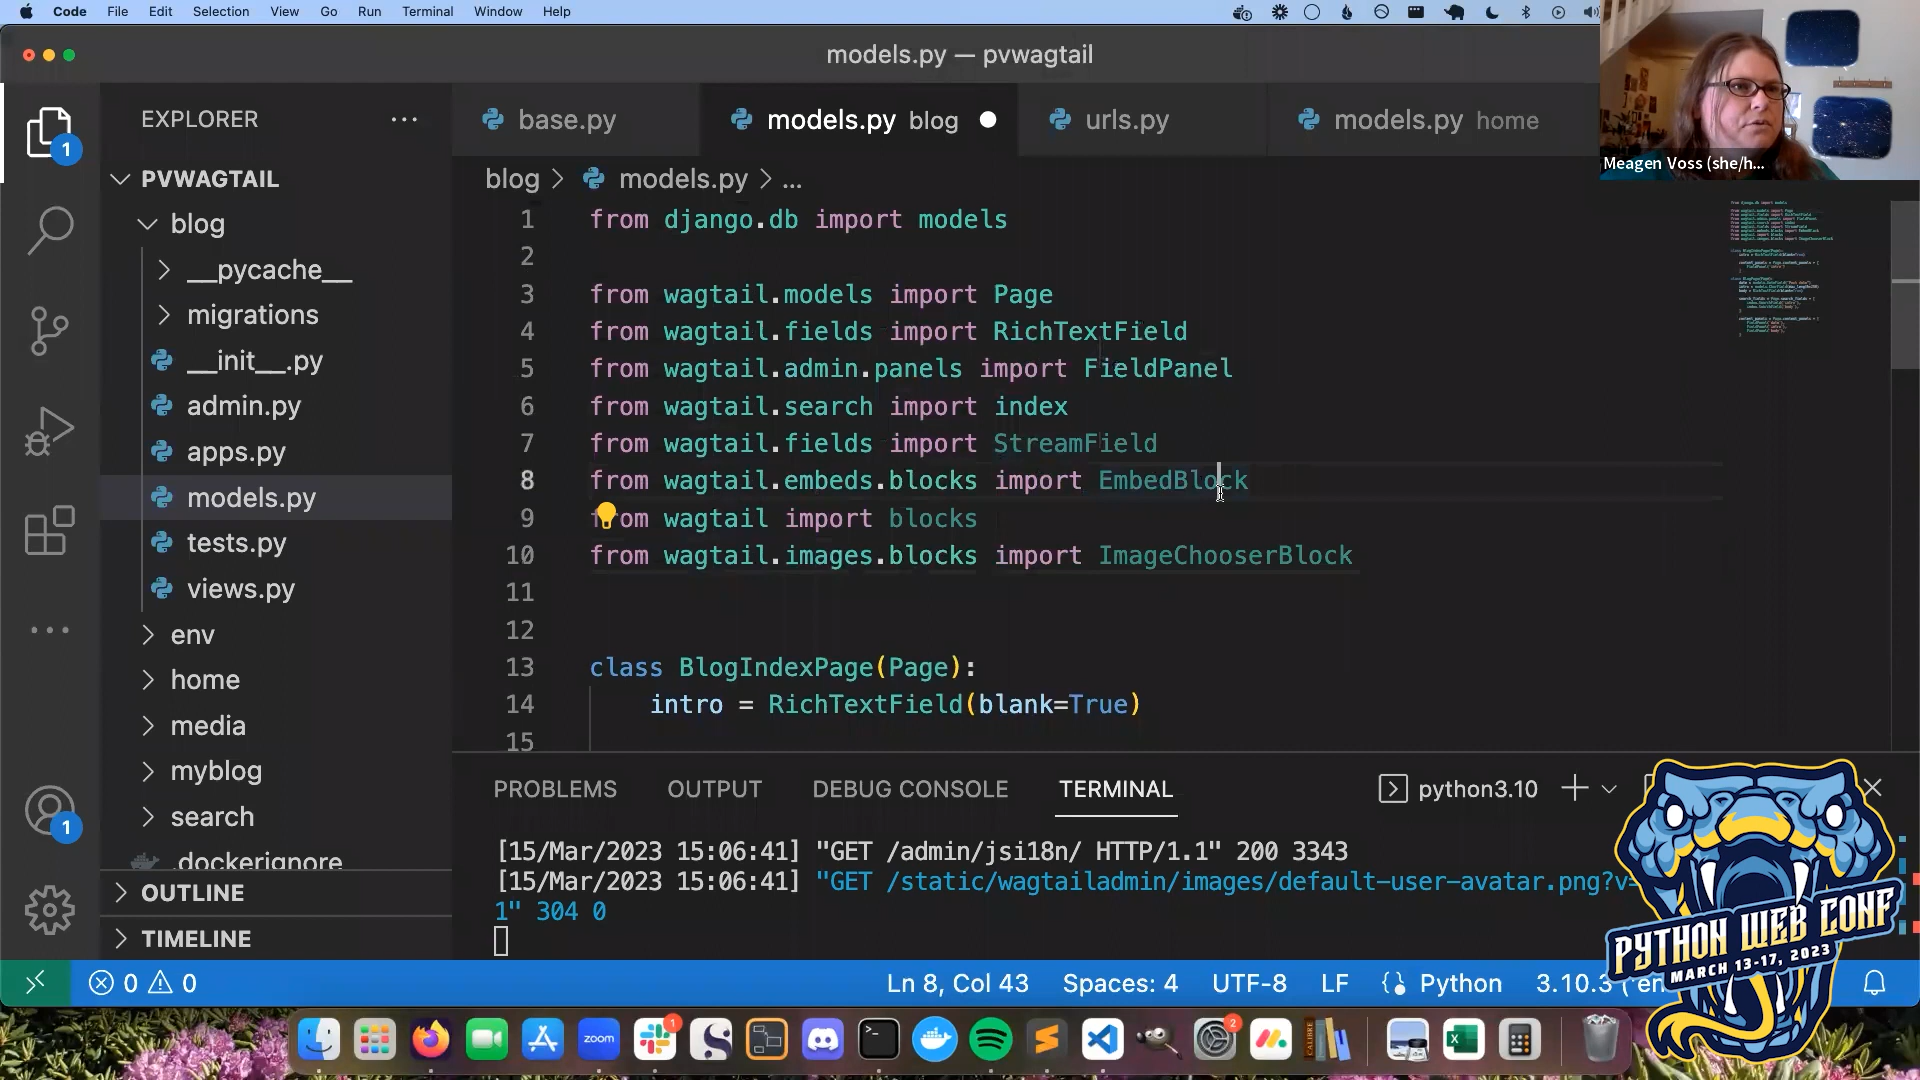 Code File Edit Selection View Go Run Terminal Window Help
models.py — pvwagtail
EXPLORER
base.py
models.py blog
urls.py
models.py home
Meagen Voss (she/h...
1
PVWAGTAIL
blog
__pycache__
migrations
__init__.py
admin.py
apps.py
models.py
tests.py
views.py
env
home
media
myblog
search
.dockerignore
OUTLINE
TIMELINE
1
blog > models.py > ...
1 from django.db import models
2
3 from wagtail.models import Page
4 from wagtail.fields import RichTextField
5 from wagtail.admin.panels import FieldPanel
6 from wagtail.search import index
7 from wagtail.fields import StreamField
8 from wagtail.embeds.blocks import EmbedBlock
9 from wagtail import blocks
10 from wagtail.images.blocks import ImageChooserBlock
11
12
13 class BlogIndexPage(Page):
14 intro = RichTextField(blank=True)
15
PROBLEMS OUTPUT DEBUG CONSOLE TERMINAL
python3.10
[15/Mar/2023 15:06:41] "GET /admin/jsi18n/ HTTP/1.1" 200 3343
[15/Mar/2023 15:06:41] "GET /static/wagtailadmin/images/default-user-avatar.png?v=
1" 304 0
0 0
Ln 8, Col 43 Spaces: 4 UTF-8 LF Python 3.10.3 ('en
PYTHON WEB CONF
MARCH 13-17, 2023
zoom
1
2
CALIBRE